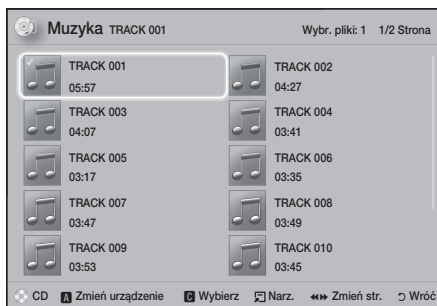 Muzyka TRACK 001 Wybr. pliki: 1 1/2 Strona
TRACK 001 TRACK 002
05:57 04:27
TRACK 003 TRACK 004
04:07 03:41
TRACK 005 TRACK 006
03:17 03:35
TRACK 007 TRACK 008
03:47 03:49
TRACK 009 TRACK 010
03:53 03:45
CD A Zmień urządzenie C Wybierz Narz. Zmień str. Wróć